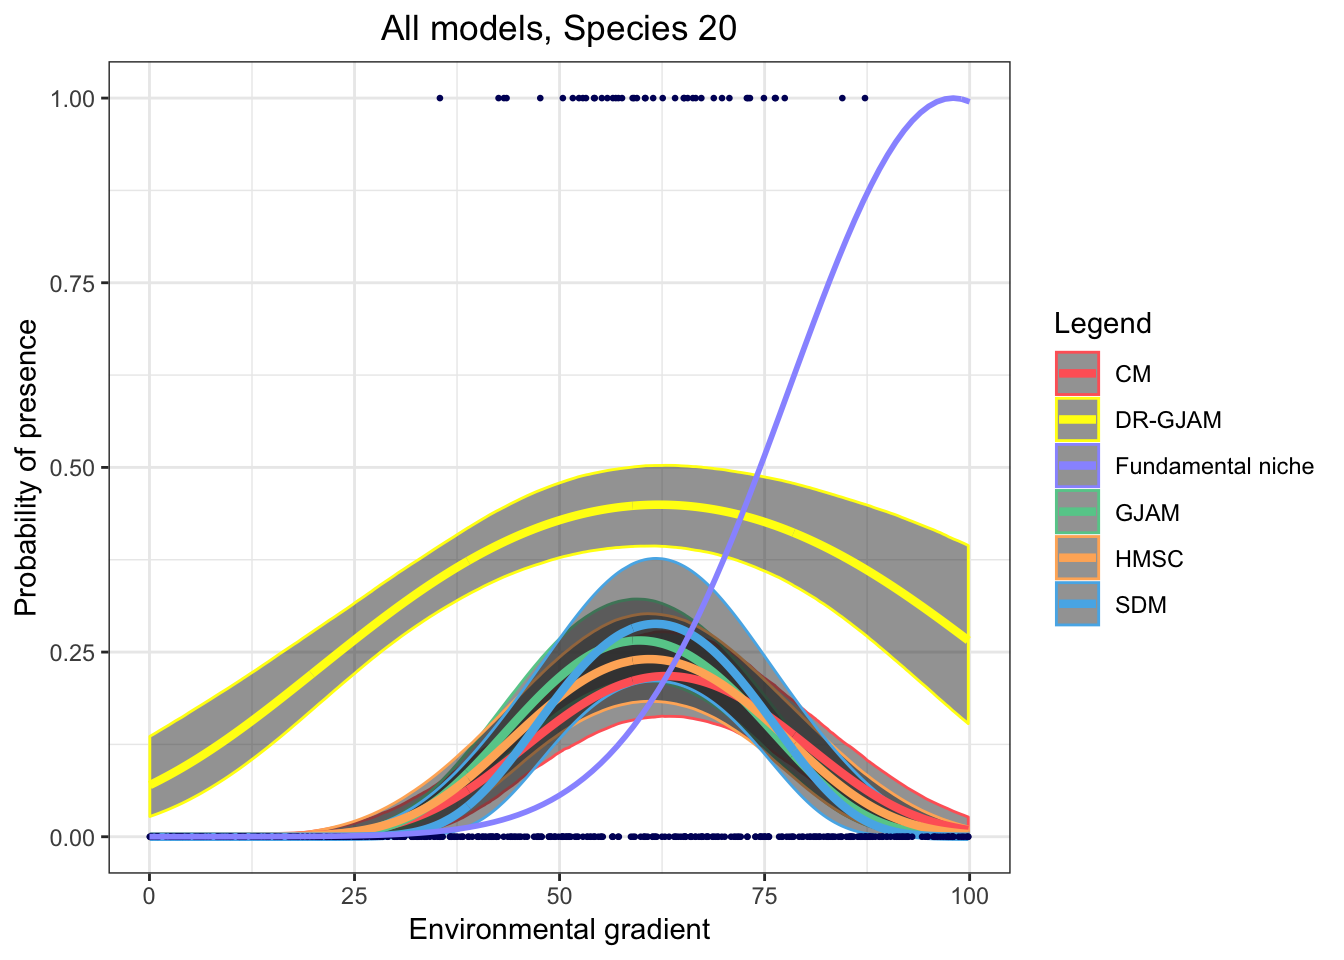 All models, Species 20
Probability of presence
1.00
0.75
0.50
0.25
0.00
0
25
50
75
100
Environmental gradient
Legend
CM
DR-GJAM
Fundamental niche
GJAM
HMSC
SDM